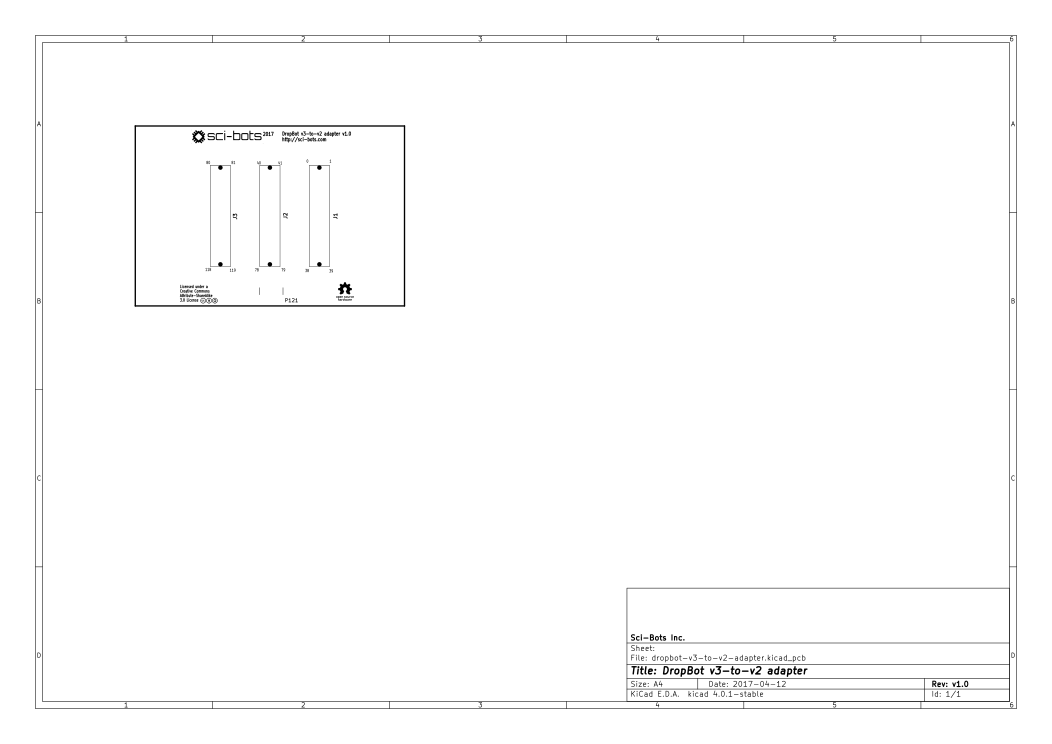 1 2 3 4 5 6
A A
sci-bots 2017 DropBot v3-to-v2 adapter v1.0
http://sci-bots.com
80 81 40 41 0 1
J3 J2 J1
118 119 78 79 38 39
B B
Licensed under a
Creative Commons
Attribute-ShareAlike
3.0 License
P121
open source
hardware
C C
Sci-Bots Inc.
Sheet:
File: dropbot-v3-to-v2-adapter.kicad_pcb
D D
Title: DropBot v3-to-v2 adapter
Size: A4 Date: 2017-04-12 Rev: v1.0
KiCad E.D.A. kicad 4.0.1-stable Id: 1/1
1 2 3 4 5 6